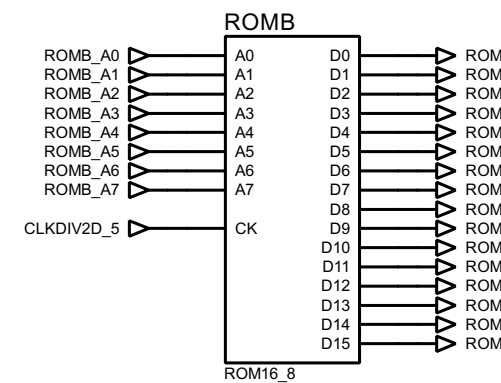 ROMB
ROMB_A0 A0 D0 ROM
ROMB_A1 A1 D1 ROM
ROMB_A2 A2 D2 ROM
ROMB_A3 A3 D3 ROM
ROMB_A4 A4 D4 ROM
ROMB_A5 A5 D5 ROM
ROMB_A6 A6 D6 ROM
ROMB_A7 A7 D7 ROM
D8 ROM
CLKDIV2D_5 CK D9 ROM
D10 ROM
D11 ROM
D12 ROM
D13 ROM
D14 ROM
D15 ROM
ROM16_8